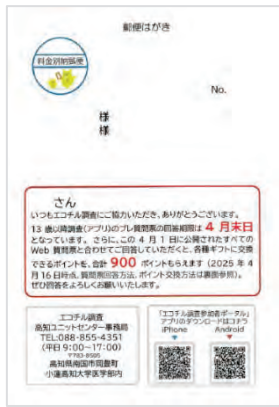 郵便はがき
料金別納郵便
No.
様
様
さん
いつもエコチル調査にご協力いただき、ありがとうございます。
13 歳以降調査(アプリ)のプレ質問票の回答期限は 4 月末日
となっています。さらに、この 4 月 1 日に公開されたすべての
Web 質問票と合わせてご回答していただくと、各種ギフトに交換
できるポイントを、合計 900 ポイントもらえます(2025 年 4
月 16 日時点、質問票回答方法、ポイント交換方法は裏面参照)。
ぜひ回答をよろしくお願いいたします。
エコチル調査
高知ユニットセンター事務局
TEL:088-855-4351
(平日 9:00~17:00)
〒783-8505
高知県南国市岡豊町
小蓮高知大学医学部内
「エコチル調査参加者ポータル」
アプリのダウンロードはコチラ
iPhone Android